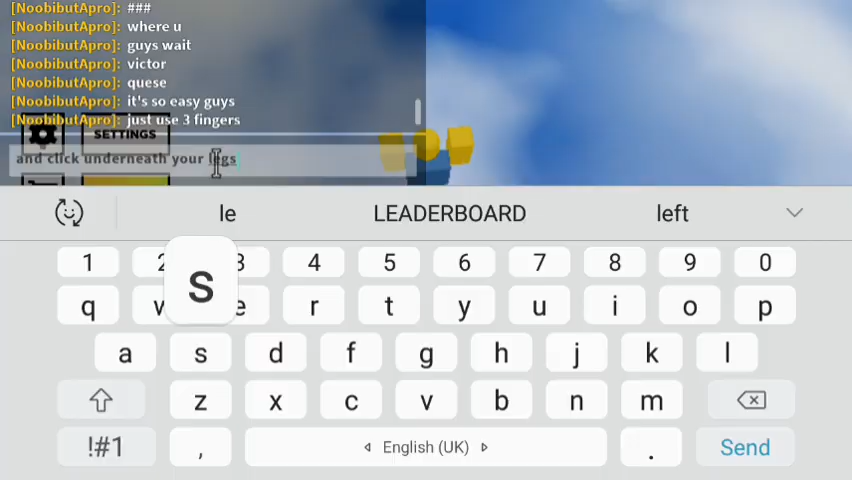 [NoobibutApro]: ###
[NoobibutApro]: where u
[NoobibutApro]: guys wait
[NoobibutApro]: victor
[NoobibutApro]: quese
[NoobibutApro]: it's so easy guys
[NoobibutApro]: just use 3 fingers
SETTINGS
and click underneath your legs
le LEADERBOARD left
1 2 3 4 5 6 7 8 9 0
s
q w e r t y u i o p
a s d f g h j k l
z x c v b n m
!#1 , English (UK) . Send